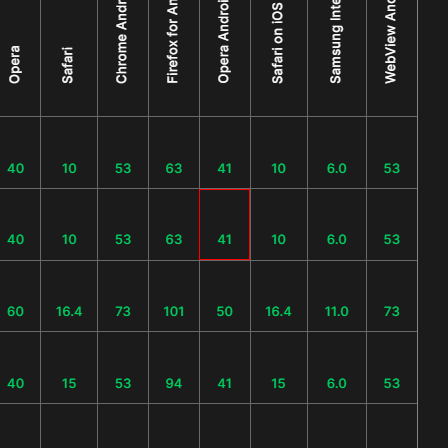 Opera
Safari
Chrome Andr
Firefox for An
Opera Androi
Safari on iOS
Samsung Inte
WebView And
40 10 53 63 41 10 6.0 53
40 10 53 63 41 10 6.0 53
60 16.4 73 101 50 16.4 11.0 73
40 15 53 94 41 15 6.0 53